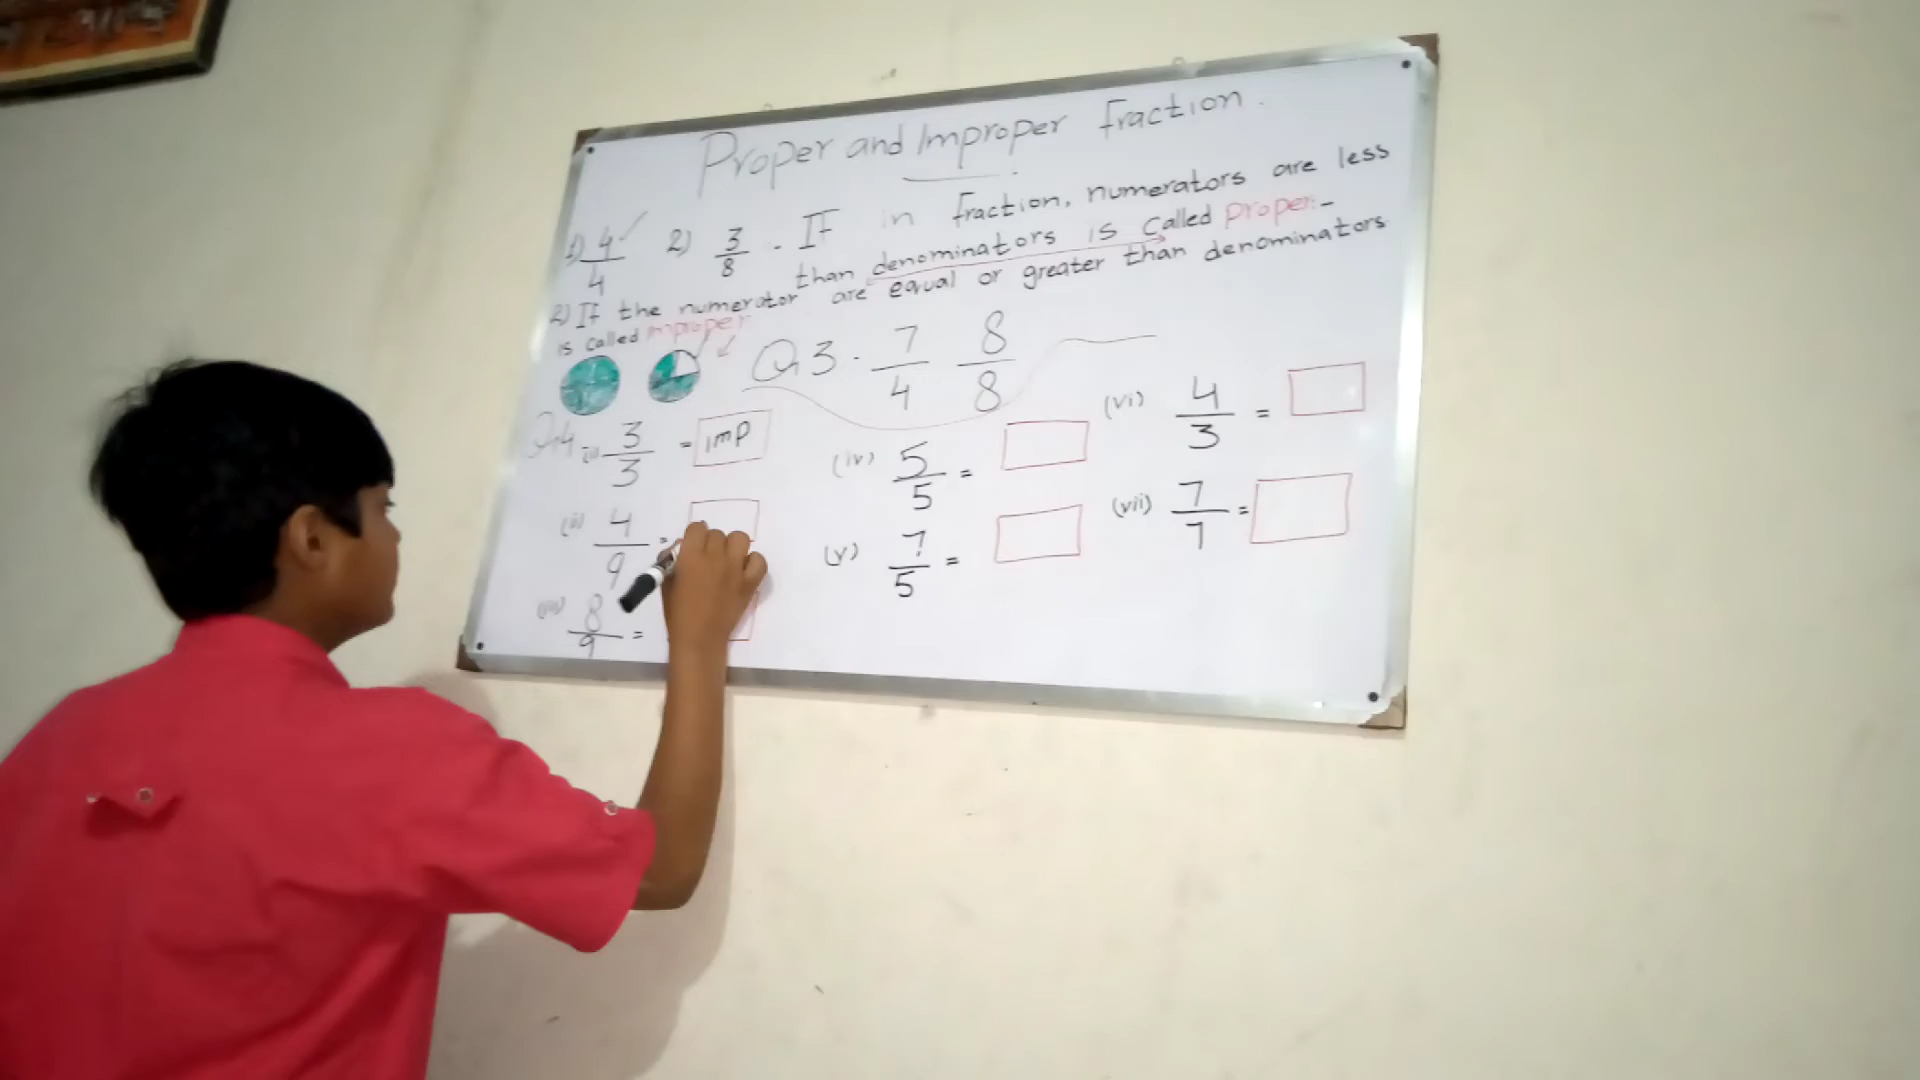 Proper and Improper fraction.
1) 4/4 2) 3/8 . IF in fraction, numerators are less
than denominators is called proper:-
2) If the numerator are equal or greater than denominators
is called improper
Q3. 7/4 8/8
3/3 = imp
(ii) 4/9 =
(iii) 8/9 =
(iv) 5/5 =
(v) 7/5 =
(vi) 4/3 =
(vii) 7/7 =